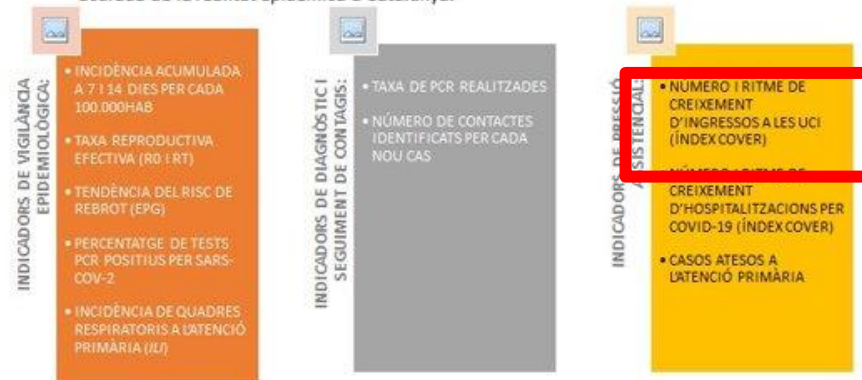 INDICADORS DE VIGILÀNCIA
EPIDEMIOLÒGICA:
• INCIDÈNCIA ACUMULADA
A 7 I 14 DIES PER CADA
100.000HAB
• TAXA REPRODUCTIVA
EFECTIVA (R0 I RT)
• TENDÈNCIA DEL RISC DE
REBROT (EPG)
• PERCENTATGE DE TESTS
PCR POSITIUS PER SARS-
COV-2
• INCIDÈNCIA DE QUADRES
RESPIRATORIS A L'ATENCIÓ
PRIMÀRIA (ILI)
INDICADORS DE DIAGNÒSTIC I
SEGUIMENT DE CONTAGIS:
• TAXA DE PCR REALITZADES
• NÚMERO DE CONTACTES
IDENTIFICATS PER CADA
NOU CAS
INDICADORS DE PRESSIÓ
ASSISTENCIAL:
• NÚMERO I RITME DE
CREIXEMENT
D'INGRESSOS A LES UCI
(ÍNDEX COVER)
NÚMERO I RITME DE
CREIXEMENT
D'HOSPITALITZACIONS PER
COVID-19 (ÍNDEX COVER)
• CASOS ATESOS A
L'ATENCIÓ PRIMÀRIA